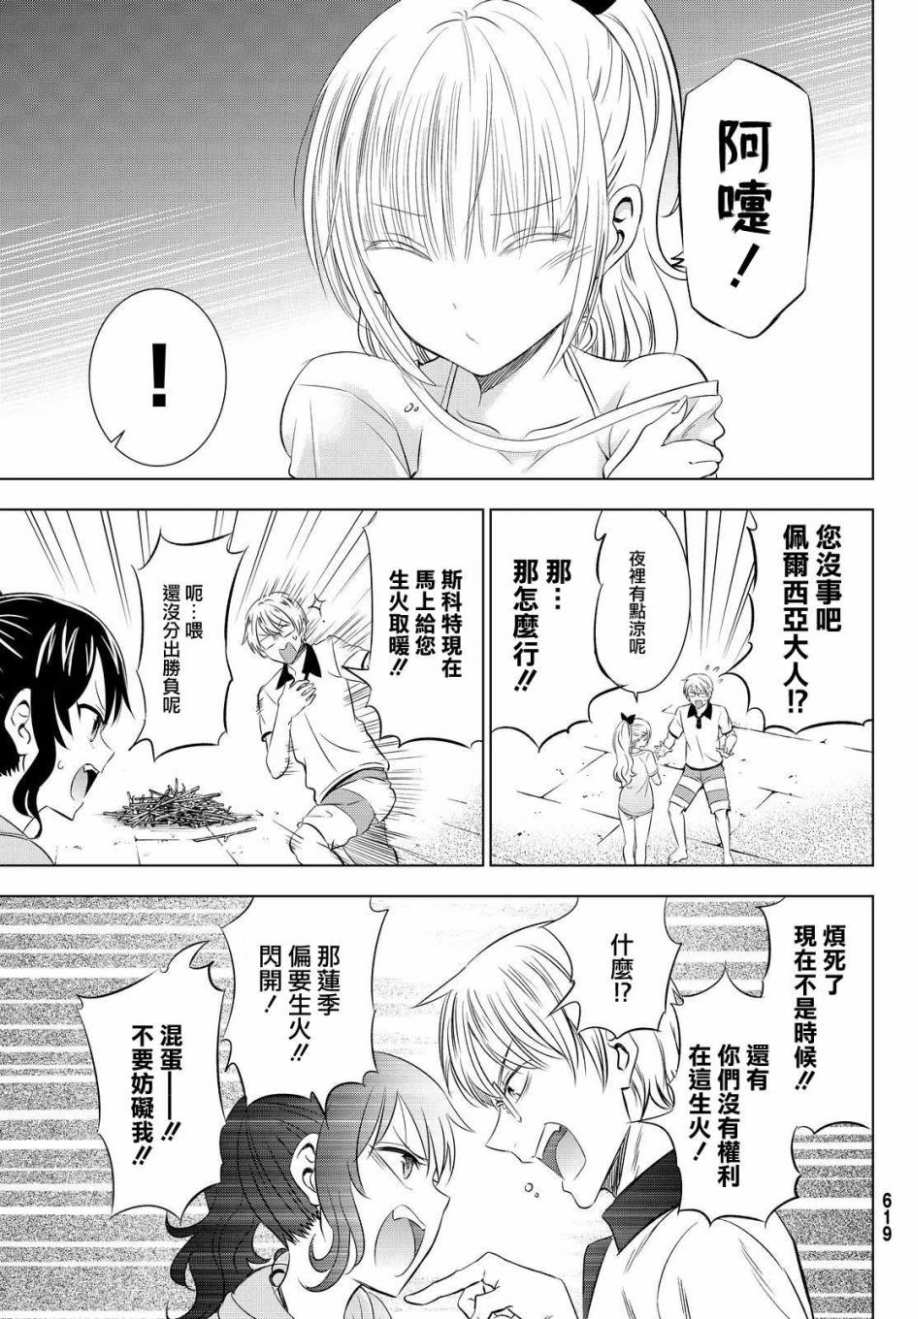 阿嚏！
！
您沒事吧
佩爾西亞大人!?
夜裡有點涼呢
那…
那怎麼行!!
斯科特現在
馬上給您
生火取暖!!
呃…喂
還沒分出勝負呢
煩死了
現在不是時候!!
還有
你們沒有權利
在這生火！
什麼!?
那蓮季
偏要生火!!
閃開！
混蛋——!!
不要妨礙我!!
619